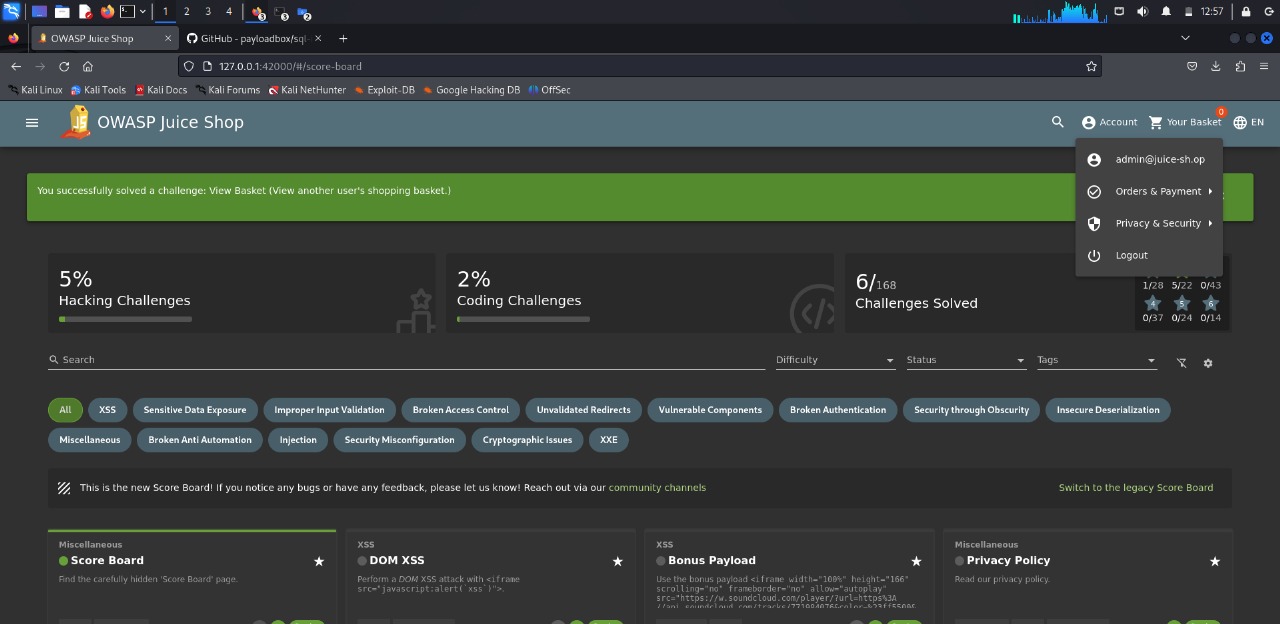 1 2 3 4 3 3 2 12:57
OWASP Juice Shop GitHub - payloadbox/sql-
127.0.0.1:42000/#/score-board
Kali Linux Kali Tools Kali Docs Kali Forums Kali NetHunter Exploit-DB Google Hacking DB OffSec
OWASP Juice Shop Account Your Basket 0 EN
admin@juice-sh.op
You successfully solved a challenge: View Basket (View another user's shopping basket.)
Orders & Payment
Privacy & Security
Logout
5% 2% 6/168
Hacking Challenges Coding Challenges Challenges Solved
1/28 5/22 0/43
4 5 6
0/37 0/24 0/14
Search Difficulty Status Tags
All XSS Sensitive Data Exposure Improper Input Validation Broken Access Control Unvalidated Redirects Vulnerable Components Broken Authentication Security through Obscurity Insecure Deserialization
Miscellaneous Broken Anti Automation Injection Security Misconfiguration Cryptographic Issues XXE
This is the new Score Board! If you notice any bugs or have any feedback, please let us know! Reach out via our community channels Switch to the legacy Score Board
Miscellaneous
Score Board
Find the carefully hidden 'Score Board' page.
XSS
DOM XSS
Perform a DOM XSS attack with <iframe
src="javascript:alert(`xss`)">.
XSS
Bonus Payload
Use the bonus payload <iframe width="100%" height="166"
scrolling="no" frameborder="no" allow="autoplay"
src="https://w.soundcloud.com/player/?url=https%3A
//api.soundcloud.com/tracks/771984076&color=%23ff5500&
Miscellaneous
Privacy Policy
Read our privacy policy.